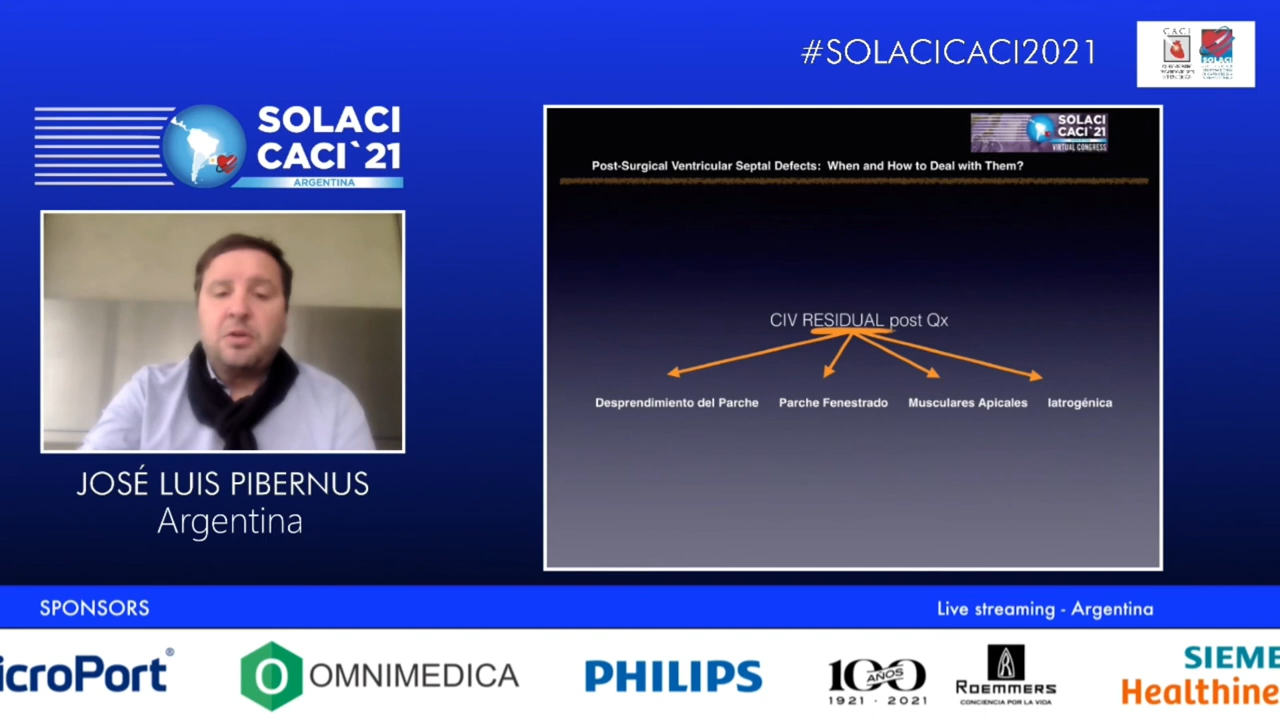 #SOLACICACI2021
CACI
SOLACI
SOLACI
CACI`21
ARGENTINA
SOLACI
CACI`21
VIRTUAL CONGRESS
Post-Surgical Ventricular Septal Defects: When and How to Deal with Them?
CIV RESIDUAL post Qx
Desprendimiento del Parche Parche Fenestrado Musculares Apicales Iatrogénica
JOSÉ LUIS PIBERNUS
Argentina
SPONSORS
Live streaming - Argentina
icroPort®
OMNIMEDICA
PHILIPS
100 AÑOS
1921 · 2021
ROEMMERS
CONCIENCIA POR LA VIDA
SIEME
Healthine